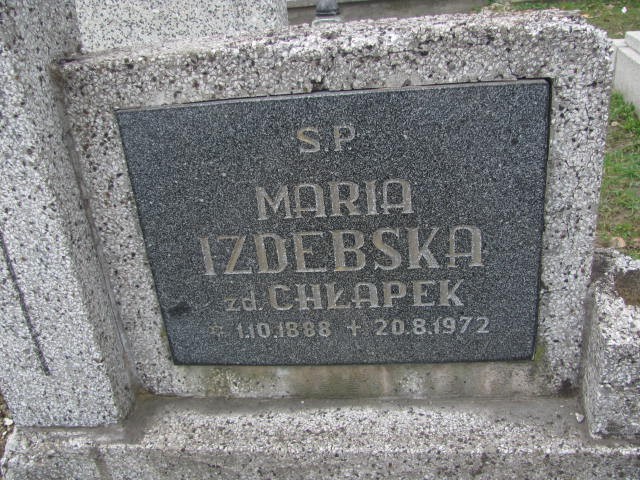 S.P.
MARIA
IZDEBSKA
zd. CHŁAPEK
* 1.10.1888 + 20.8.1972